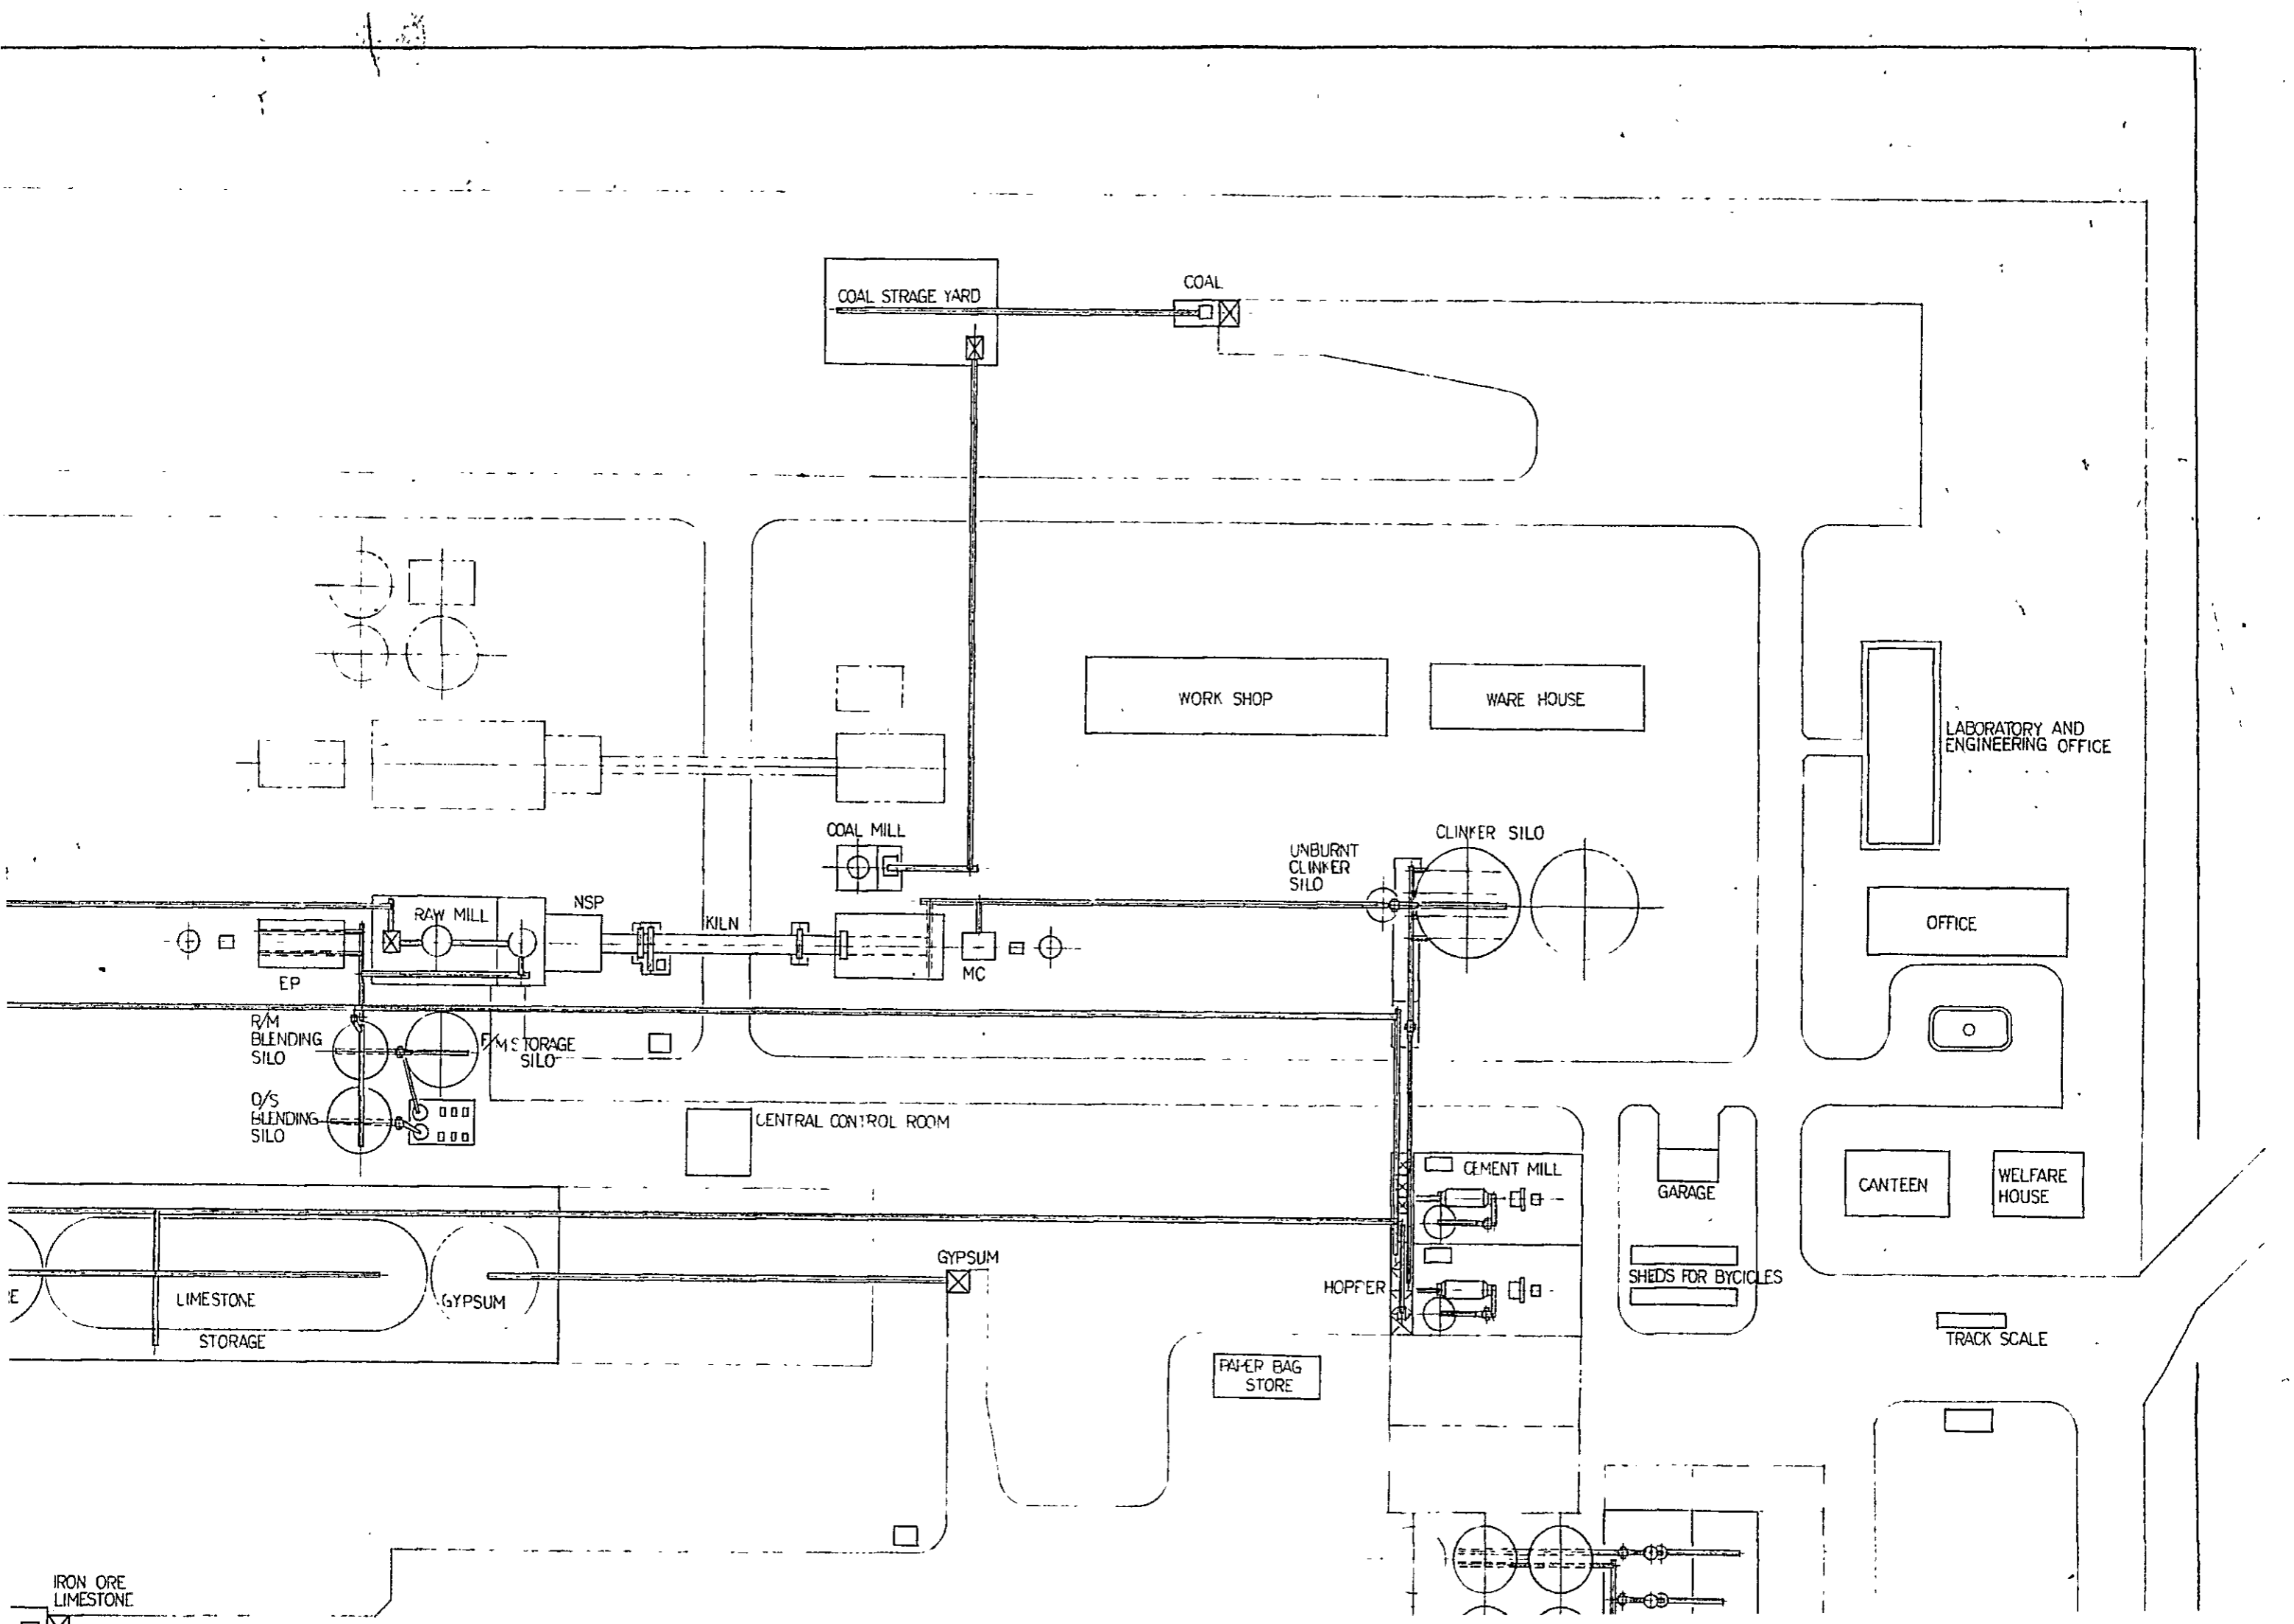 COAL
COAL STRAGE YARD
WORK SHOP
WARE HOUSE
LABORATORY AND
ENGINEERING OFFICE
COAL MILL
CLINKER SILO
UNBURNT
CLINKER
SILO
NSP
RAW MILL
KILN
OFFICE
EP
MC
R/M
BLENDING
SILO
R/M STORAGE
SILO
O/S
BLENDING
SILO
CENTRAL CONTROL ROOM
CEMENT MILL
GARAGE
CANTEEN
WELFARE
HOUSE
GYPSUM
HOPPER
SHEDS FOR BYCICLES
LIMESTONE
GYPSUM
STORAGE
TRACK SCALE
PAPER BAG
STORE
IRON ORE
LIMESTONE